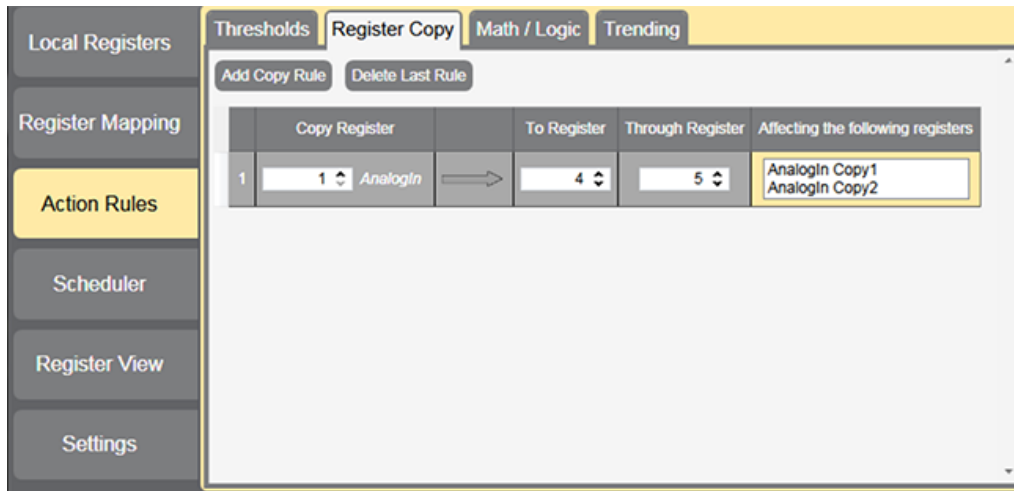 Local Registers
Register Mapping
Action Rules
Scheduler
Register View
Settings
Thresholds Register Copy Math / Logic Trending
Add Copy Rule Delete Last Rule
Copy Register To Register Through Register Affecting the following registers
1 1 AnalogIn 4 5 AnalogIn Copy1
AnalogIn Copy2